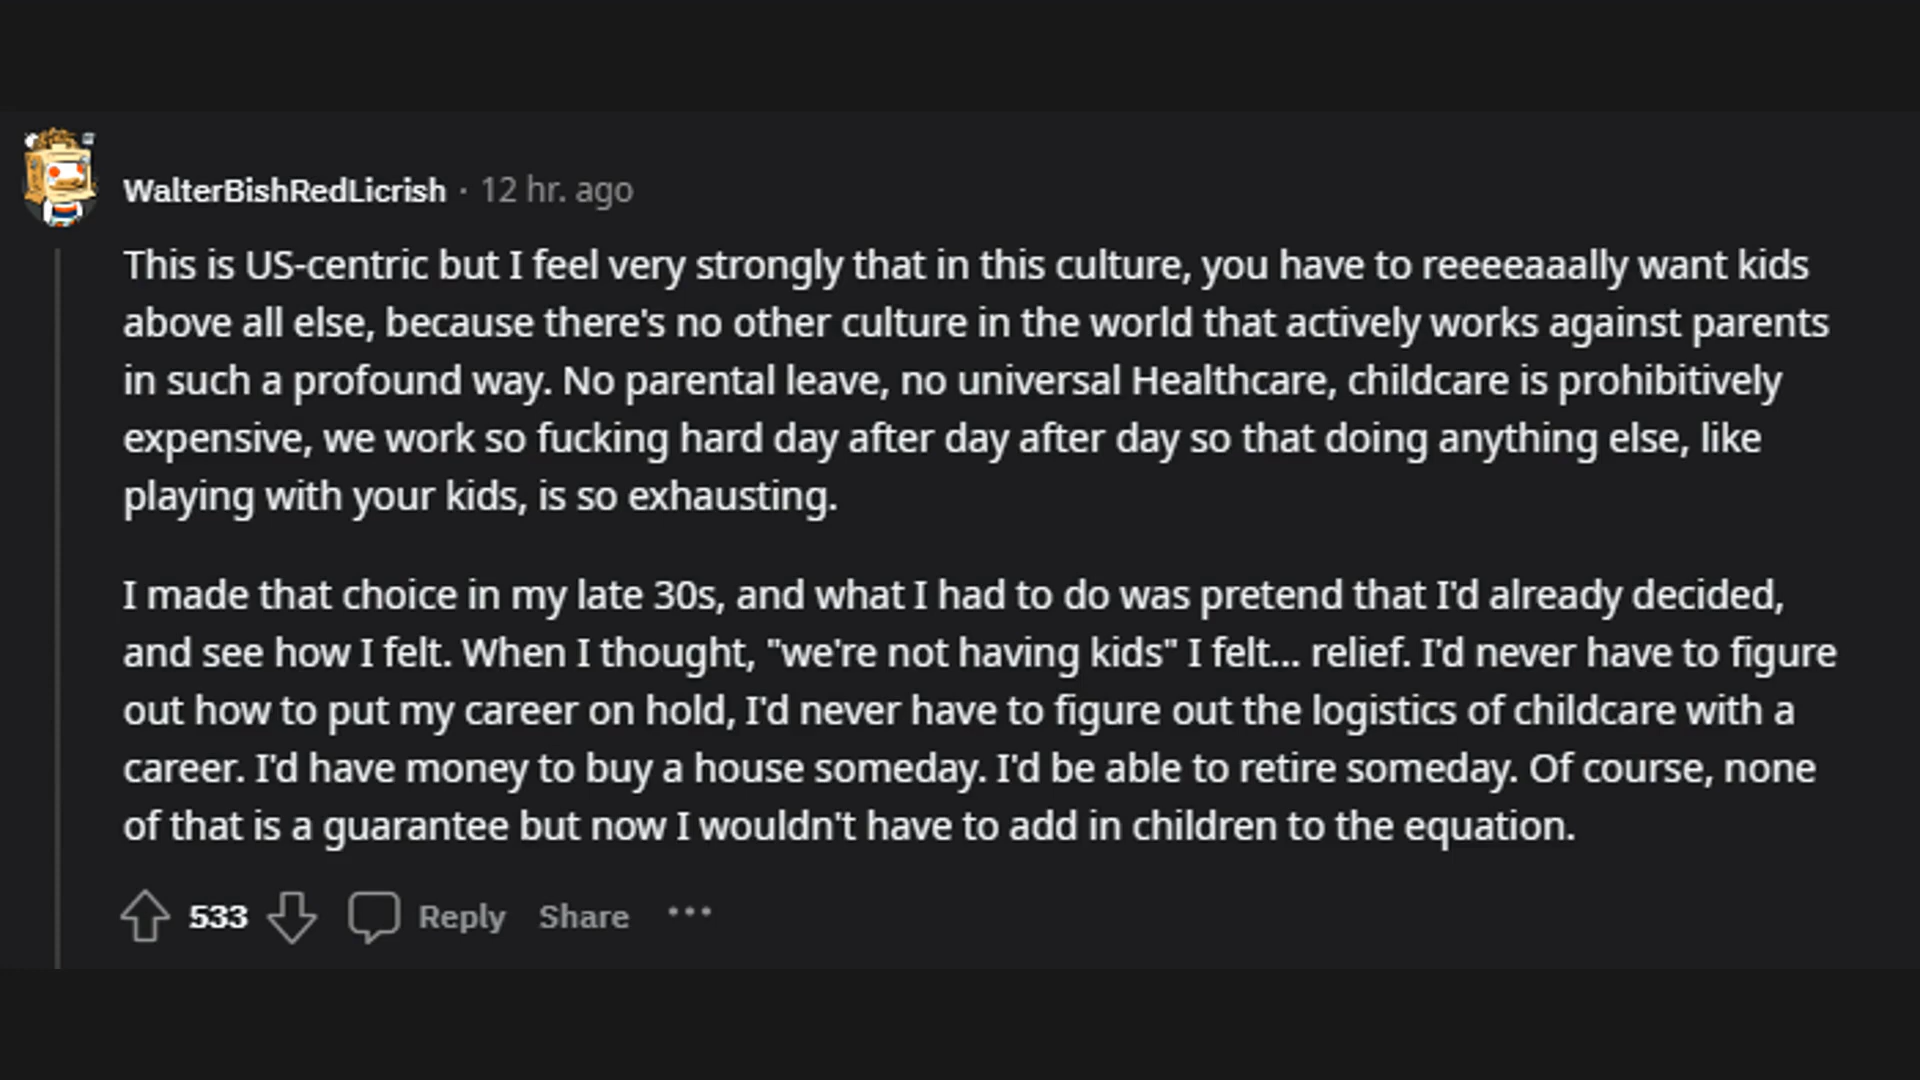 WalterBishRedLicrish · 12 hr. ago
This is US-centric but I feel very strongly that in this culture, you have to reeeeaaally want kids
above all else, because there's no other culture in the world that actively works against parents
in such a profound way. No parental leave, no universal Healthcare, childcare is prohibitively
expensive, we work so fucking hard day after day after day so that doing anything else, like
playing with your kids, is so exhausting.
I made that choice in my late 30s, and what I had to do was pretend that I'd already decided,
and see how I felt. When I thought, "we're not having kids" I felt... relief. I'd never have to figure
out how to put my career on hold, I'd never have to figure out the logistics of childcare with a
career. I'd have money to buy a house someday. I'd be able to retire someday. Of course, none
of that is a guarantee but now I wouldn't have to add in children to the equation.
533 Reply Share ···